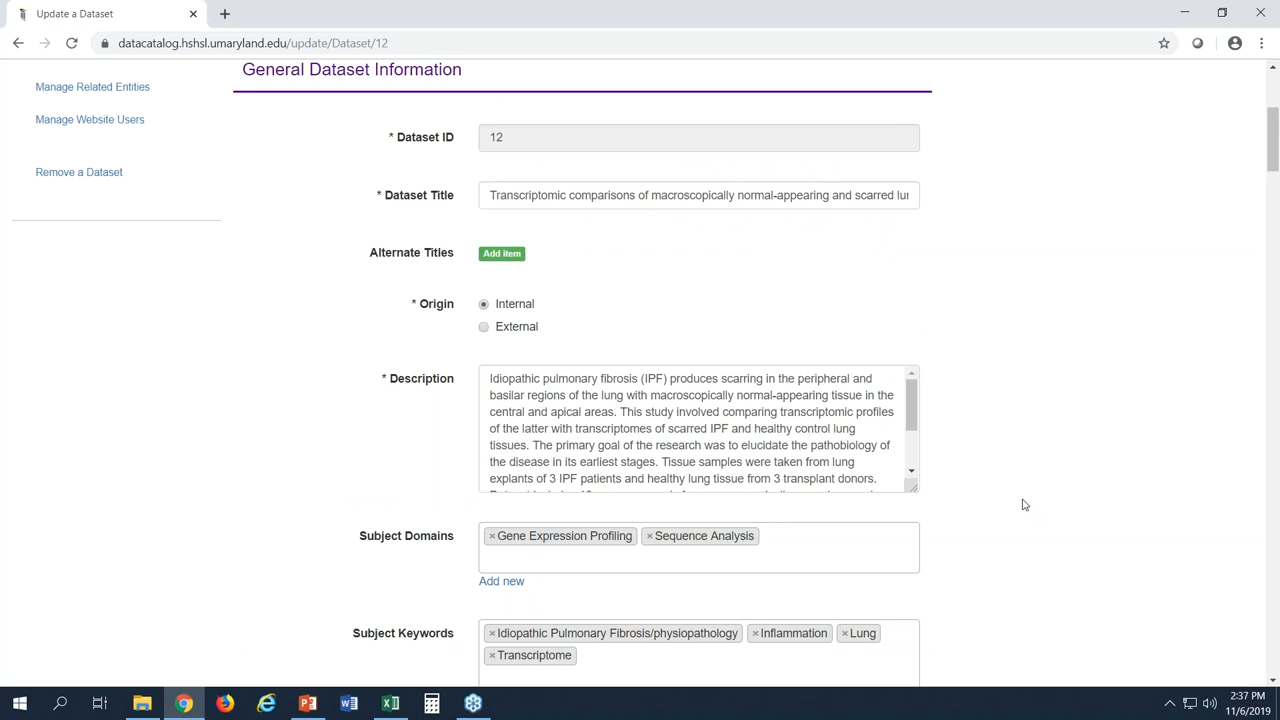 Update a Dataset
datacatalog.hshsl.umaryland.edu/update/Dataset/12
Manage Related Entities
Manage Website Users
Remove a Dataset
General Dataset Information
* Dataset ID
12
* Dataset Title
Transcriptomic comparisons of macroscopically normal-appearing and scarred
Alternate Titles
Add item
* Origin
Internal
External
* Description
Idiopathic pulmonary fibrosis (IPF) produces scarring in the peripheral and
basilar regions of the lung with macroscopically normal-appearing tissue in the
central and apical areas. This study involved comparing transcriptomic profiles
of the latter with transcriptomes of scarred IPF and healthy control lung
tissues. The primary goal of the research was to elucidate the pathobiology of
the disease in its earliest stages. Tissue samples were taken from lung
explants of 3 IPF patients and healthy lung tissue from 3 transplant donors.
Subject Domains
×Gene Expression Profiling ×Sequence Analysis
Add new
Subject Keywords
×Idiopathic Pulmonary Fibrosis/physiopathology ×Inflammation ×Lung
×Transcriptome
2:37 PM
11/6/2019